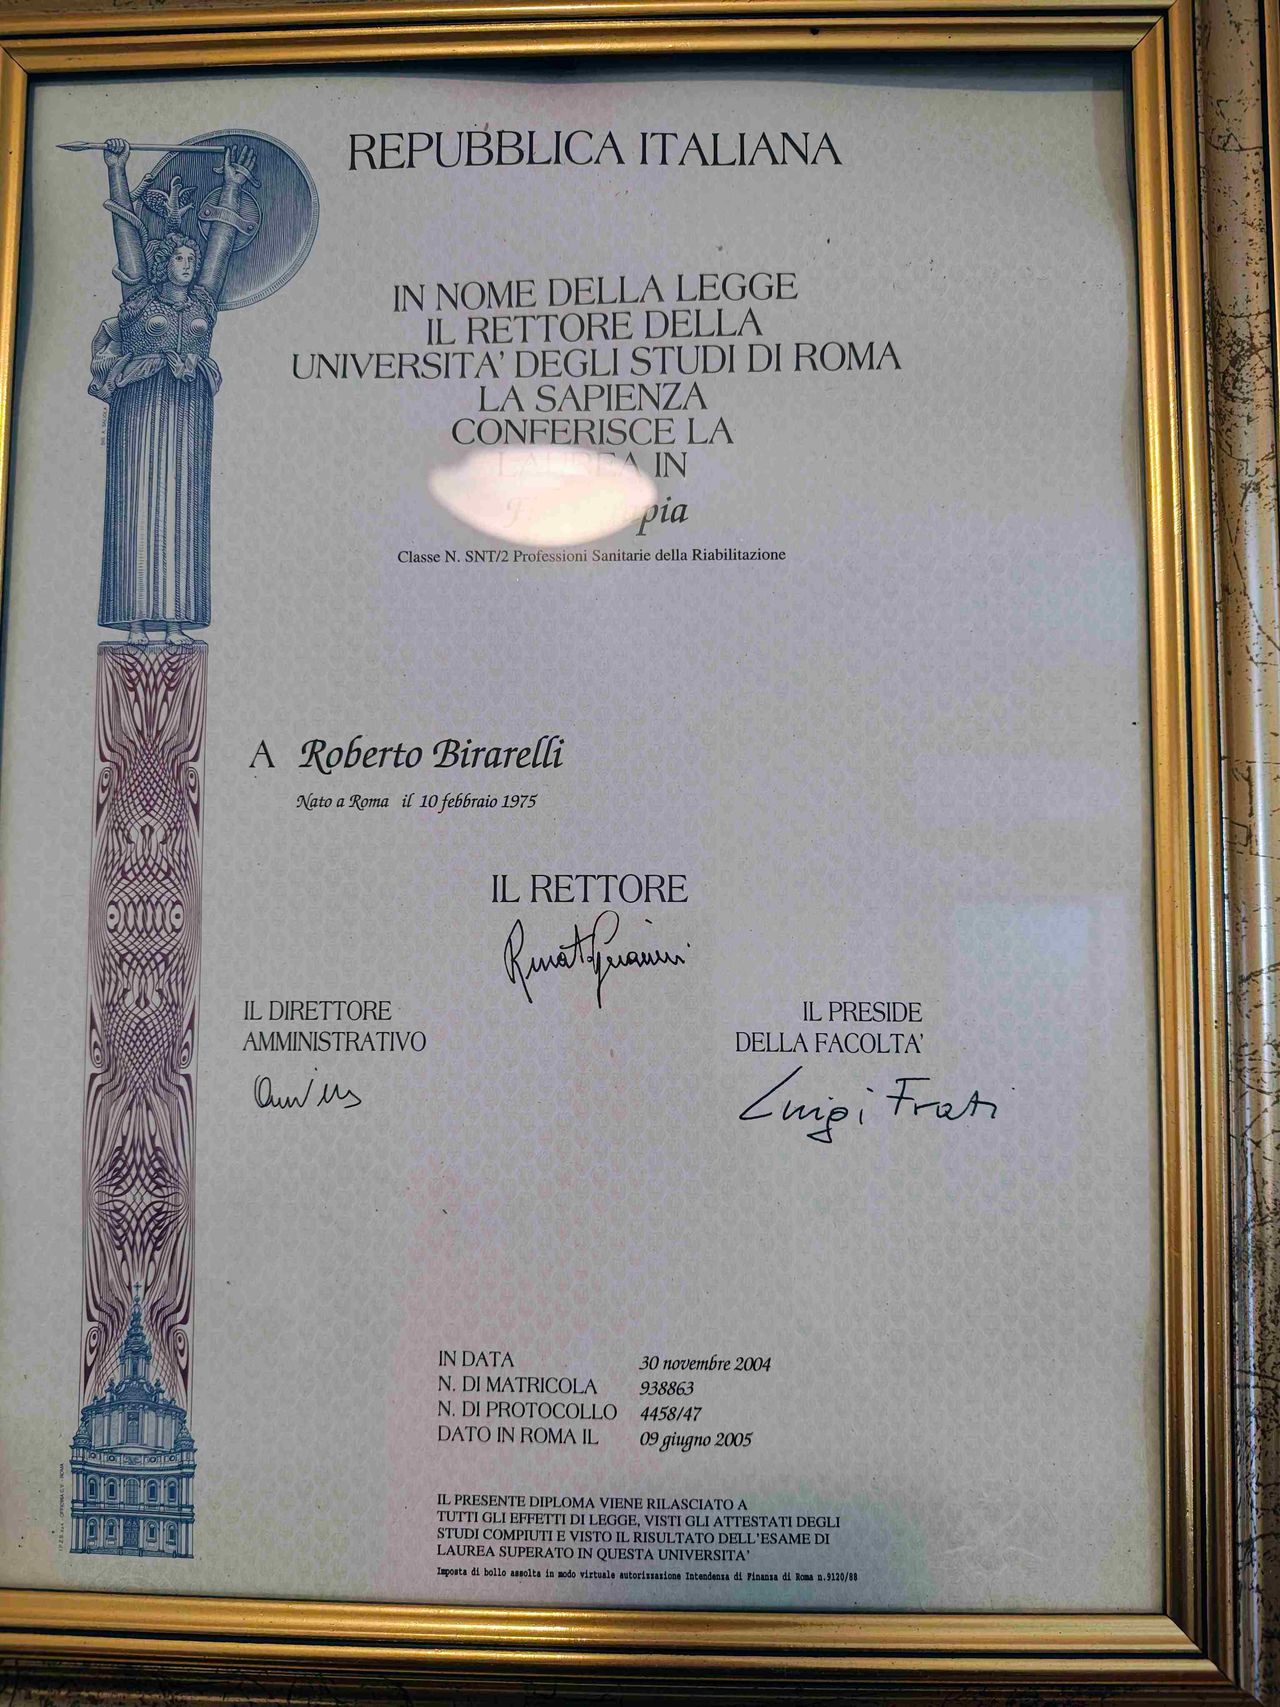 REPUBBLICA ITALIANA
IN NOME DELLA LEGGE
IL RETTORE DELLA
UNIVERSITA' DEGLI STUDI DI ROMA
LA SAPIENZA
CONFERISCE LA
LAUREA IN
Classe N. SNT/2 Professioni Sanitarie della Riabilitazione
A Roberto Birarelli
Nato a Roma il 10 febbraio 1975
IL RETTORE
IL DIRETTORE
AMMINISTRATIVO
IL PRESIDE
DELLA FACOLTA'
Luigi Frati
IN DATA 30 novembre 2004
N. DI MATRICOLA 938863
N. DI PROTOCOLLO 4458/47
DATO IN ROMA IL 09 giugno 2005
IL PRESENTE DIPLOMA VIENE RILASCIATO A
TUTTI GLI EFFETTI DI LEGGE, VISTI GLI ATTESTATI DEGLI
STUDI COMPIUTI E VISTO IL RISULTATO DELL'ESAME DI
LAUREA SUPERATO IN QUESTA UNIVERSITA'
Imposta di bollo assolta in modo virtuale autorizzazione Intendenza di Finanza di Roma n.9120/88